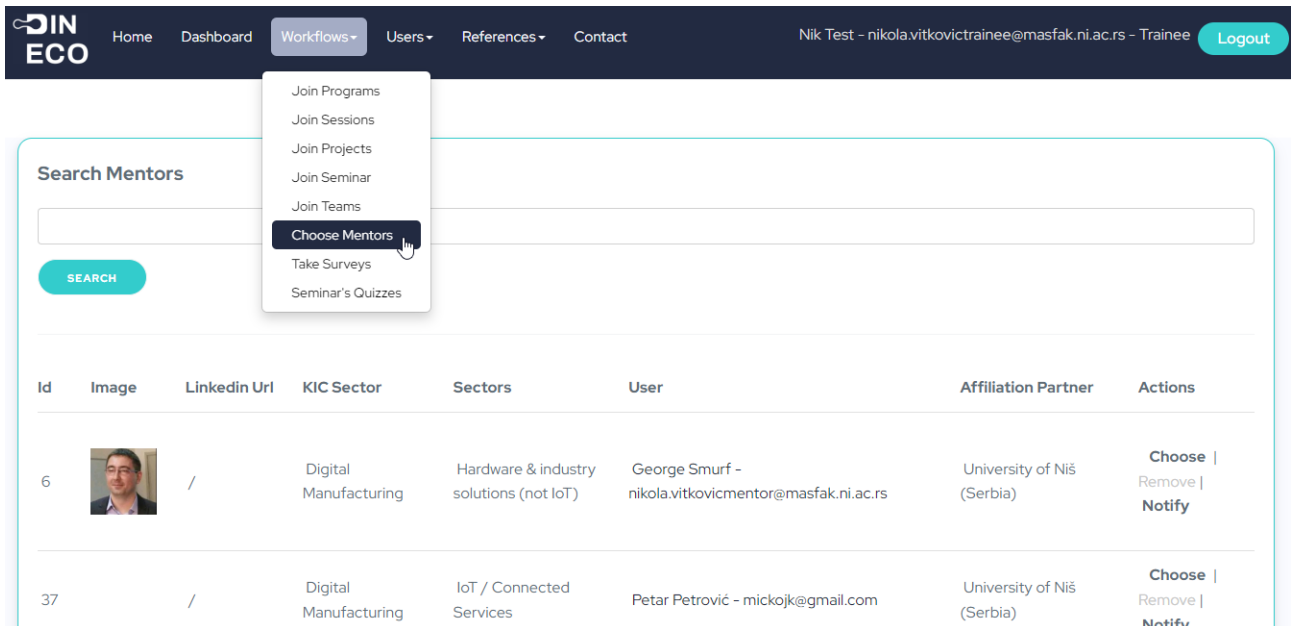 DIN
ECO
Home Dashboard Workflows Users References Contact
Nik Test - nikola.vitkovictrainee@masfak.ni.ac.rs - Trainee Logout
Join Programs
Join Sessions
Join Projects
Join Seminar
Join Teams
Choose Mentors
Take Surveys
Seminar's Quizzes
Search Mentors
SEARCH
Id Image Linkedin Url KIC Sector Sectors User Affiliation Partner Actions
6 / Digital Manufacturing Hardware & industry solutions (not IoT) George Smurf - nikola.vitkovicmentor@masfak.ni.ac.rs University of Niš (Serbia) Choose | Remove | Notify
37 / Digital Manufacturing IoT / Connected Services Petar Petrović - mickojk@gmail.com University of Niš (Serbia) Choose | Remove | Notify